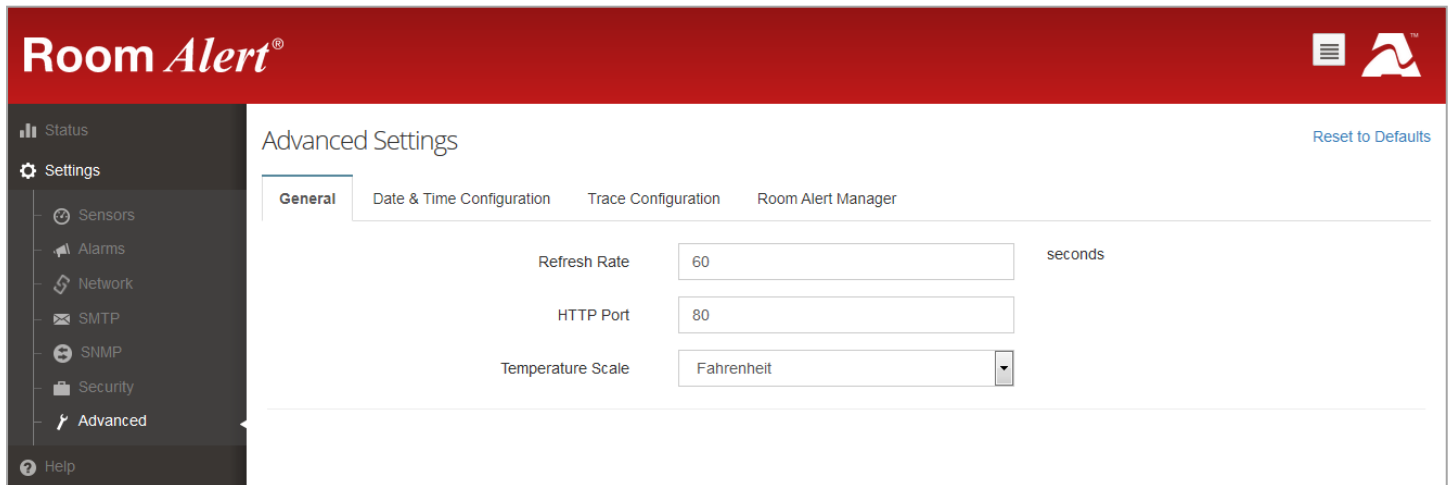 Room Alert®
™
Status
Settings
Sensors
Alarms
Network
SMTP
SNMP
Security
Advanced
Help
Advanced Settings
Reset to Defaults
General Date & Time Configuration Trace Configuration Room Alert Manager
Refresh Rate 60 seconds
HTTP Port 80
Temperature Scale Fahrenheit